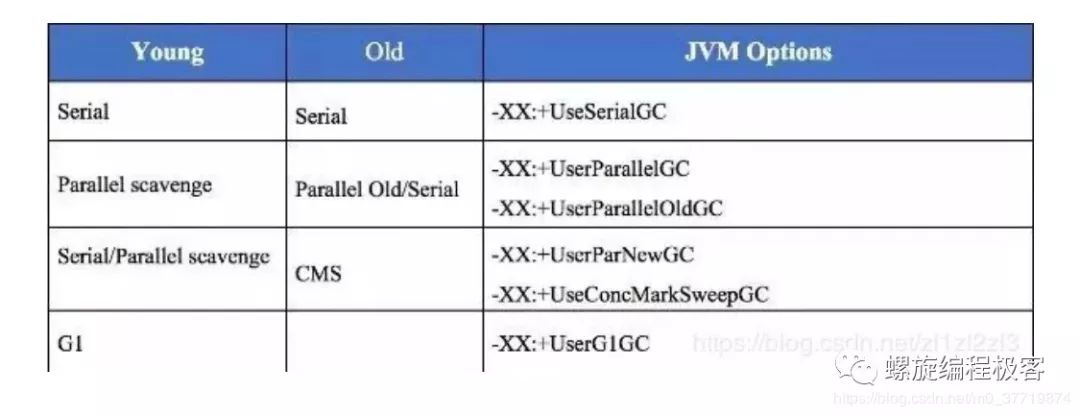 Young Old JVM Options
Serial Serial -XX:+UseSerialGC
Parallel scavenge Parallel Old/Serial -XX:+UserParallelGC
-XX:+UserParallelOldGC
Serial/Parallel scavenge CMS -XX:+UserParNewGC
-XX:+UseConcMarkSweepGC
G1 -XX:+UserG1GC
https://blog.csdn.net/zl1zl2zl3
螺旋编程极客
https://blog.csdn.net/m0_37719874